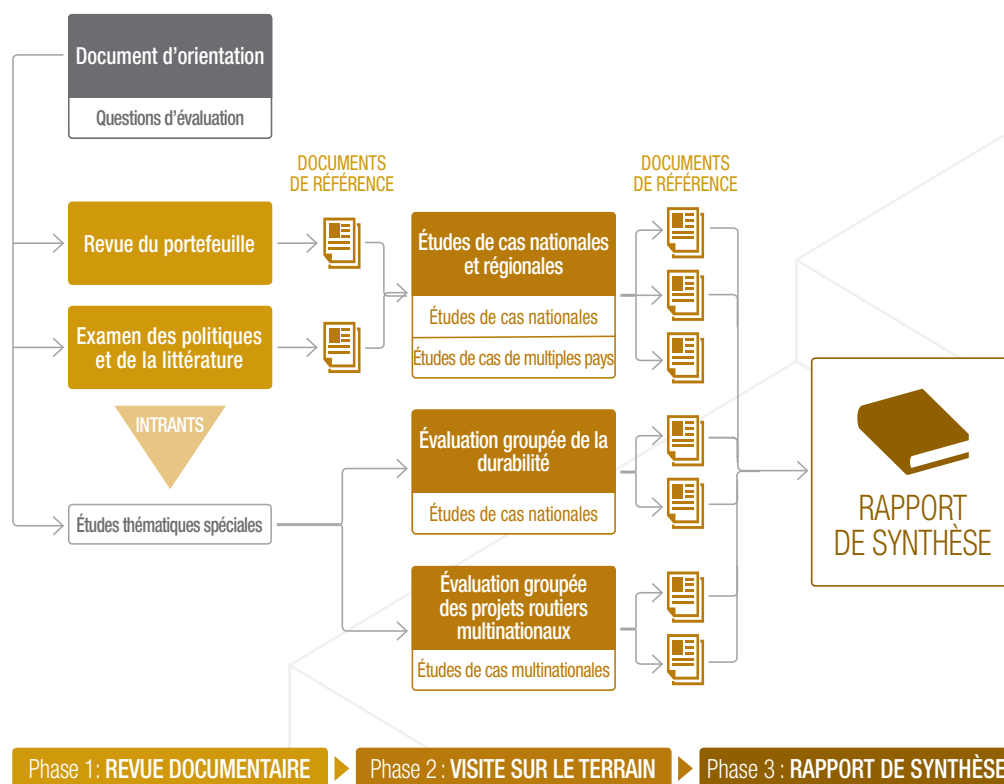 Document d'orientation
Questions d'évaluation
DOCUMENTS
DE RÉFÉRENCE
Revue du portefeuille
Examen des politiques
et de la littérature
INTRANTS
Études thématiques spéciales
Études de cas nationales
et régionales
Études de cas nationales
Études de cas de multiples pays
Évaluation groupée de la
durabilité
Études de cas nationales
Évaluation groupée
des projets routiers
multinationaux
Études de cas multinationales
DOCUMENTS
DE RÉFÉRENCE
RAPPORT
DE SYNTHÈSE
Phase 1: REVUE DOCUMENTAIRE
Phase 2 : VISITE SUR LE TERRAIN
Phase 3 : RAPPORT DE SYNTHÈSE